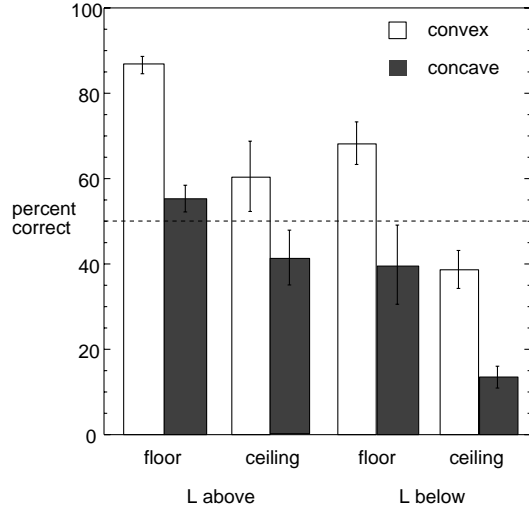 100
convex
80
concave
60
percent
correct
40
20
0
floor ceiling floor ceiling
L above L below